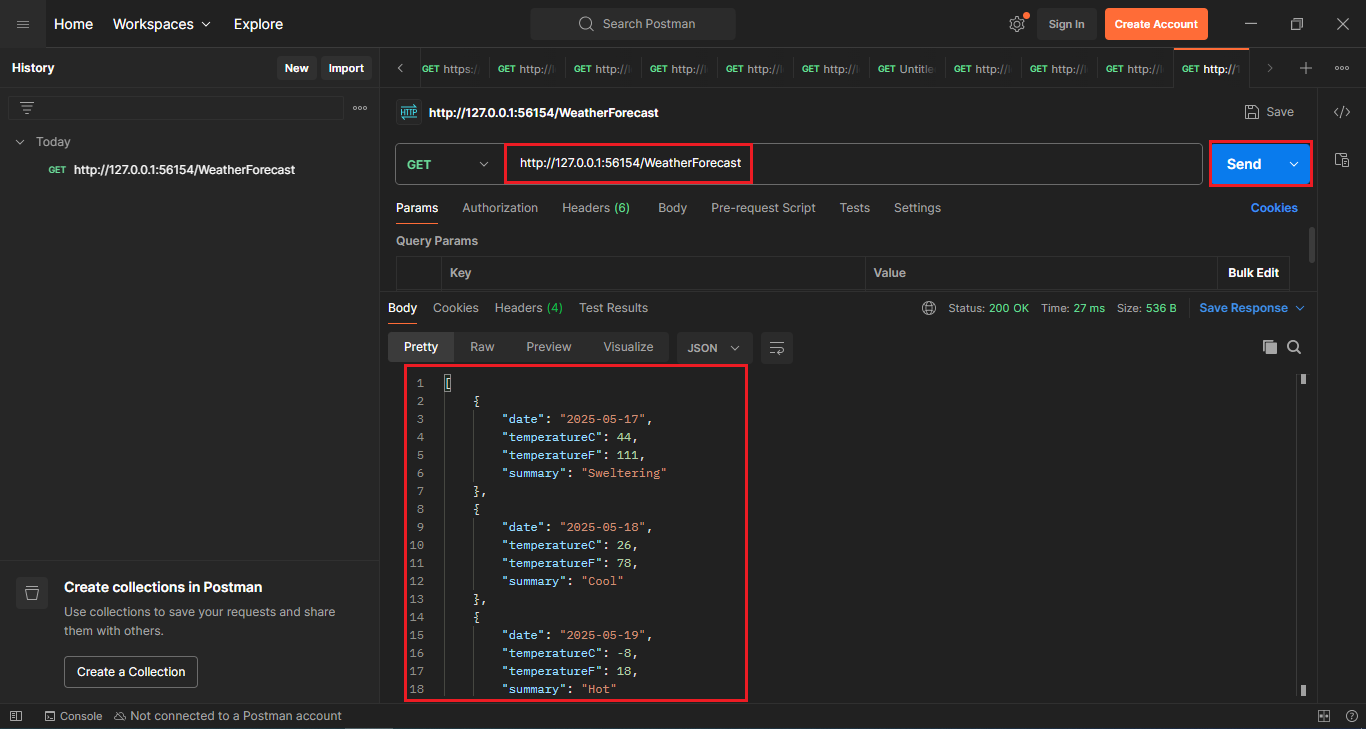 Home Workspaces Explore Search Postman Sign In Create Account
History New Import
GET https:/ GET http://l GET http://l GET http://l GET http://l GET http://l GET Untitle GET http://l GET http://l GET http://l GET http://1
HTTP http://127.0.0.1:56154/WeatherForecast Save
Today
GET http://127.0.0.1:56154/WeatherForecast
GET http://127.0.0.1:56154/WeatherForecast Send
Params Authorization Headers (6) Body Pre-request Script Tests Settings Cookies
Query Params
Key Value Bulk Edit
Body Cookies Headers (4) Test Results Status: 200 OK Time: 27 ms Size: 536 B Save Response
Pretty Raw Preview Visualize JSON
1 [
2 {
3 "date": "2025-05-17",
4 "temperatureC": 44,
5 "temperatureF": 111,
6 "summary": "Sweltering"
7 },
8 {
9 "date": "2025-05-18",
10 "temperatureC": 26,
11 "temperatureF": 78,
12 "summary": "Cool"
13 },
14 {
15 "date": "2025-05-19",
16 "temperatureC": -8,
17 "temperatureF": 18,
18 "summary": "Hot"
Create collections in Postman
Use collections to save your requests and share
them with others.
Create a Collection
Console Not connected to a Postman account